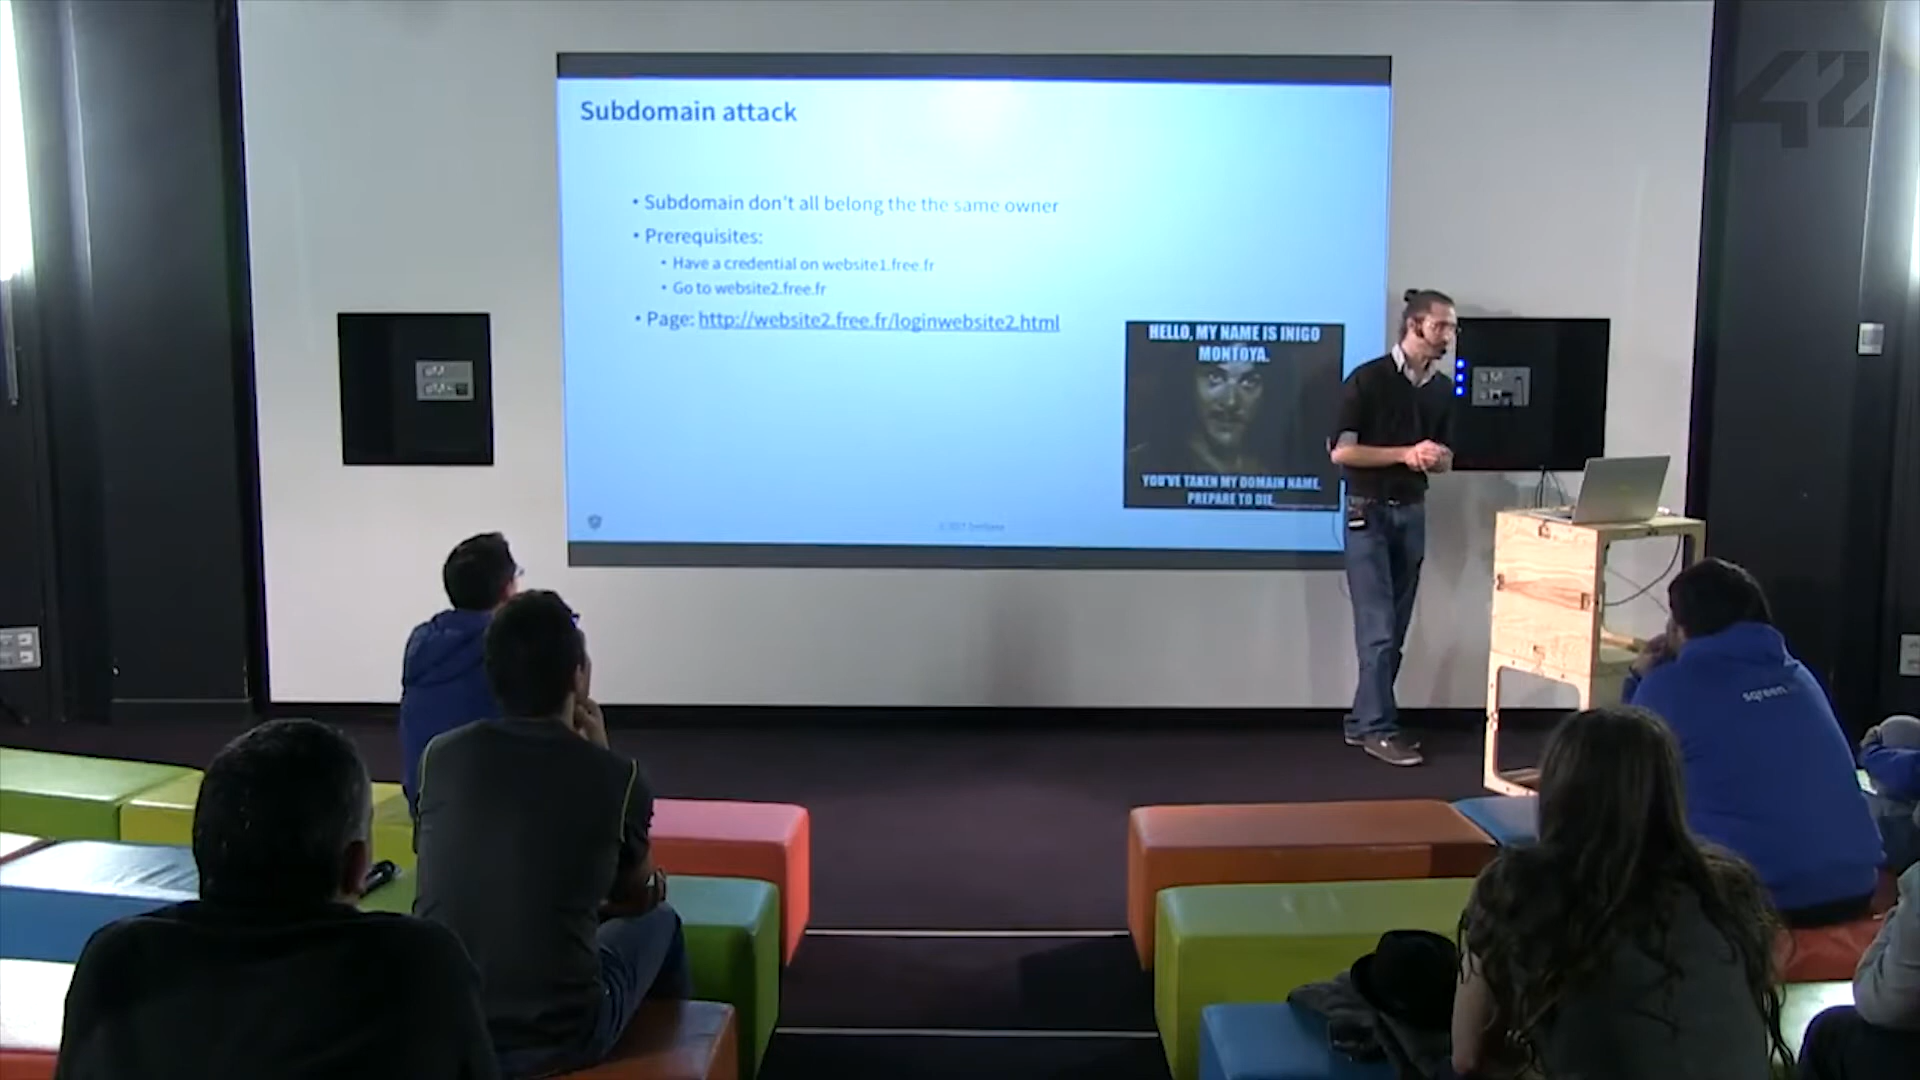 42
Subdomain attack
• Subdomain don't all belong the the same owner
• Prerequisites:
• Have a credential on website1.free.fr
• Go to website2.free.fr
• Page: http://website2.free.fr/loginwebsite2.html
HELLO, MY NAME IS INIGO
MONTOYA.
YOU'VE TAKEN MY DOMAIN NAME,
PREPARE TO DIE
© 2017
sqreen